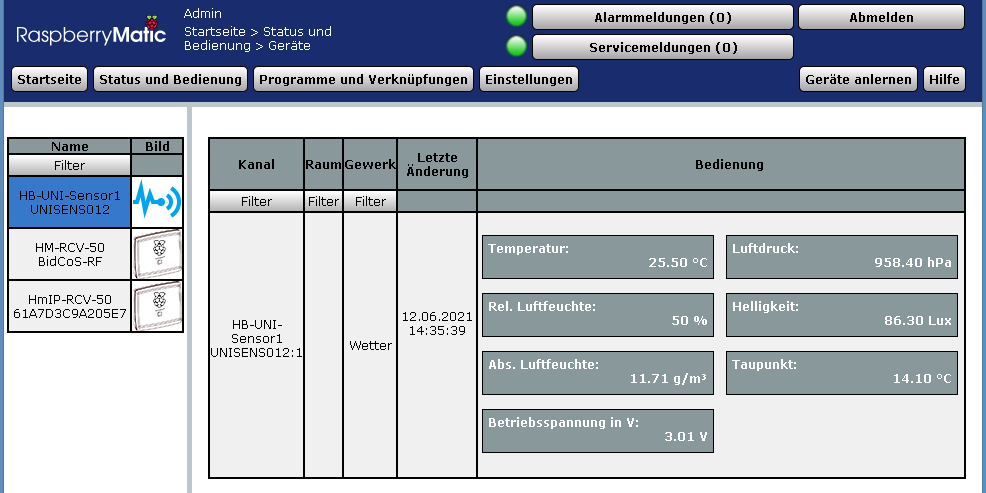 RaspberryMatic
Admin
Startseite > Status und
Bedienung > Geräte
Alarmmeldungen (0)
Abmelden
Servicemeldungen (0)
Startseite
Status und Bedienung
Programme und Verknüpfungen
Einstellungen
Geräte anlernen
Hilfe
Name
Bild
Filter
HB-UNI-Sensor1
UNISENS012
HM-RCV-50
BidCoS-RF
HmIP-RCV-50
61A7D3C9A205E7
Kanal
Raum
Gewerk
Letzte
Änderung
Bedienung
Filter
Filter
Filter
HB-UNI-
Sensor1
UNISENS012:1
Wetter
12.06.2021
14:35:39
Temperatur:
25.50 °C
Luftdruck:
958.40 hPa
Rel. Luftfeuchte:
50 %
Helligkeit:
86.30 Lux
Abs. Luftfeuchte:
11.71 g/m³
Taupunkt:
14.10 °C
Betriebsspannung in V:
3.01 V